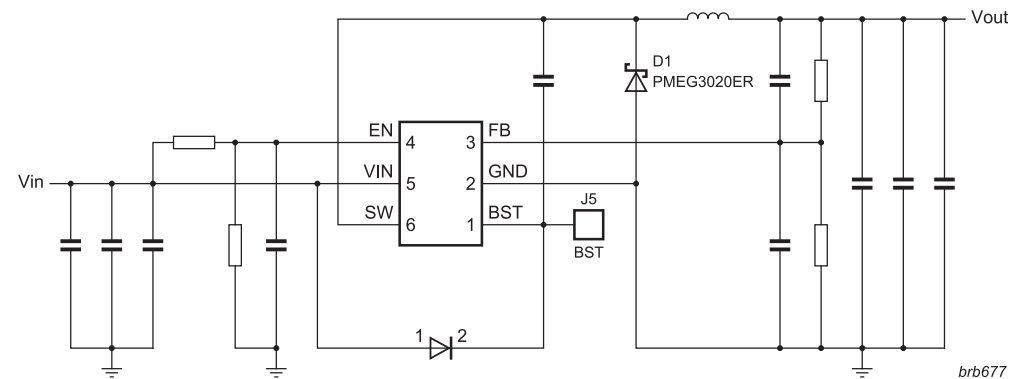 Vout
D1
PMEG3020ER
EN 4 3 FB
Vin
VIN 5 2 GND
SW 6 1 BST
J5
BST
1 2
brb677